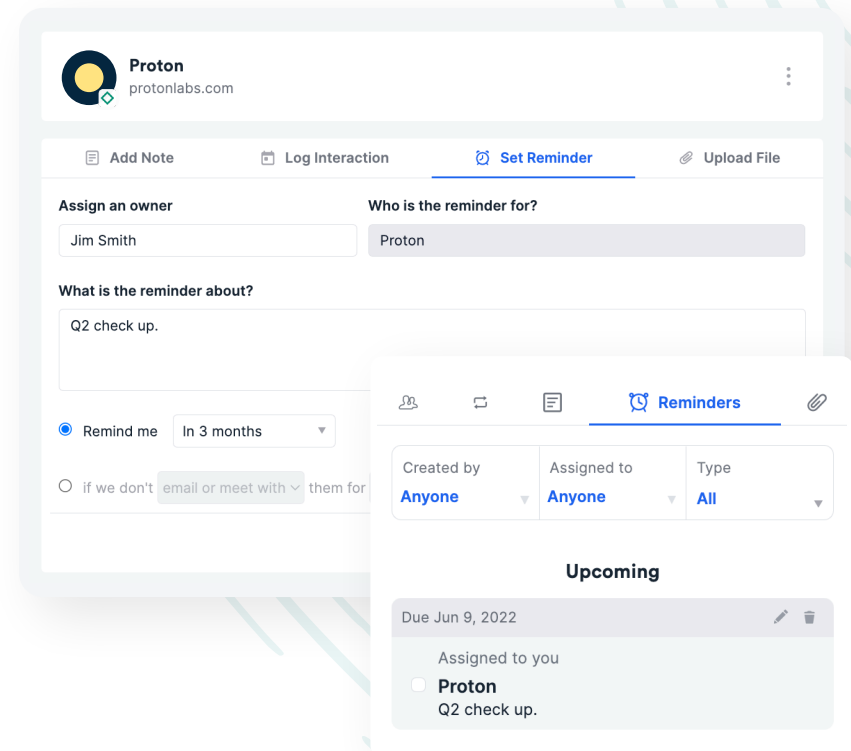 Proton
protonlabs.com
Add Note
Log Interaction
Set Reminder
Upload File
Assign an owner
Who is the reminder for?
Jim Smith
Proton
What is the reminder about?
Q2 check up.
Remind me
In 3 months
if we don't email or meet with them for
Reminders
Created by
Assigned to
Type
Anyone
Anyone
All
Upcoming
Due Jun 9, 2022
Assigned to you
Proton
Q2 check up.